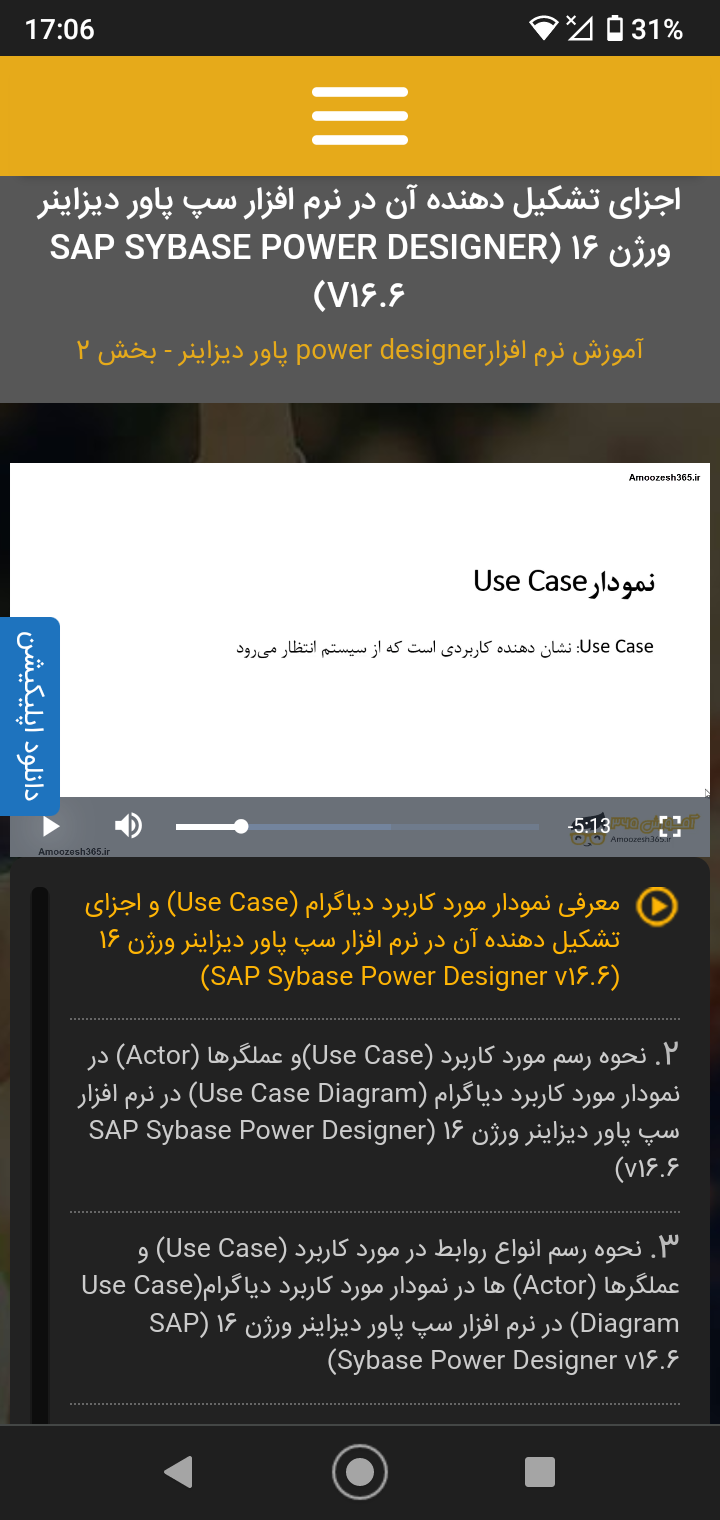 17:06
31%
اجزای تشکیل دهنده آن در نرم افزار سپ پاور دیزاینر
ورژن ۱۶ (SAP SYBASE POWER DESIGNER
V۱۶.۶)
آموزش نرم افزارpower designer پاور دیزاینر - بخش ۲
Amoozesh365.ir
نمودارUse Case
Use Case: نشان دهنده کاربردی است که از سیستم انتظار می‌رود
دانلود اپلیکیشن
-5:13
آموزش ۳۶۵
Amoozesh365.ir
Amoozesh365.ir
معرفی نمودار مورد کاربرد دیاگرام (Use Case) و اجزای
تشکیل دهنده آن در نرم افزار سپ پاور دیزاینر ورژن ۱۶
(SAP Sybase Power Designer v۱۶.۶)
۲. نحوه رسم مورد کاربرد (Use Case)و عملگرها (Actor) در
نمودار مورد کاربرد دیاگرام (Use Case Diagram) در نرم افزار
سپ پاور دیزاینر ورژن ۱۶ (SAP Sybase Power Designer
v۱۶.۶)
۳. نحوه رسم انواع روابط در مورد کاربرد (Use Case) و
عملگرها (Actor) ها در نمودار مورد کاربرد دیاگرام(Use Case
Diagram) در نرم افزار سپ پاور دیزاینر ورژن ۱۶ (SAP
Sybase Power Designer v۱۶.۶)